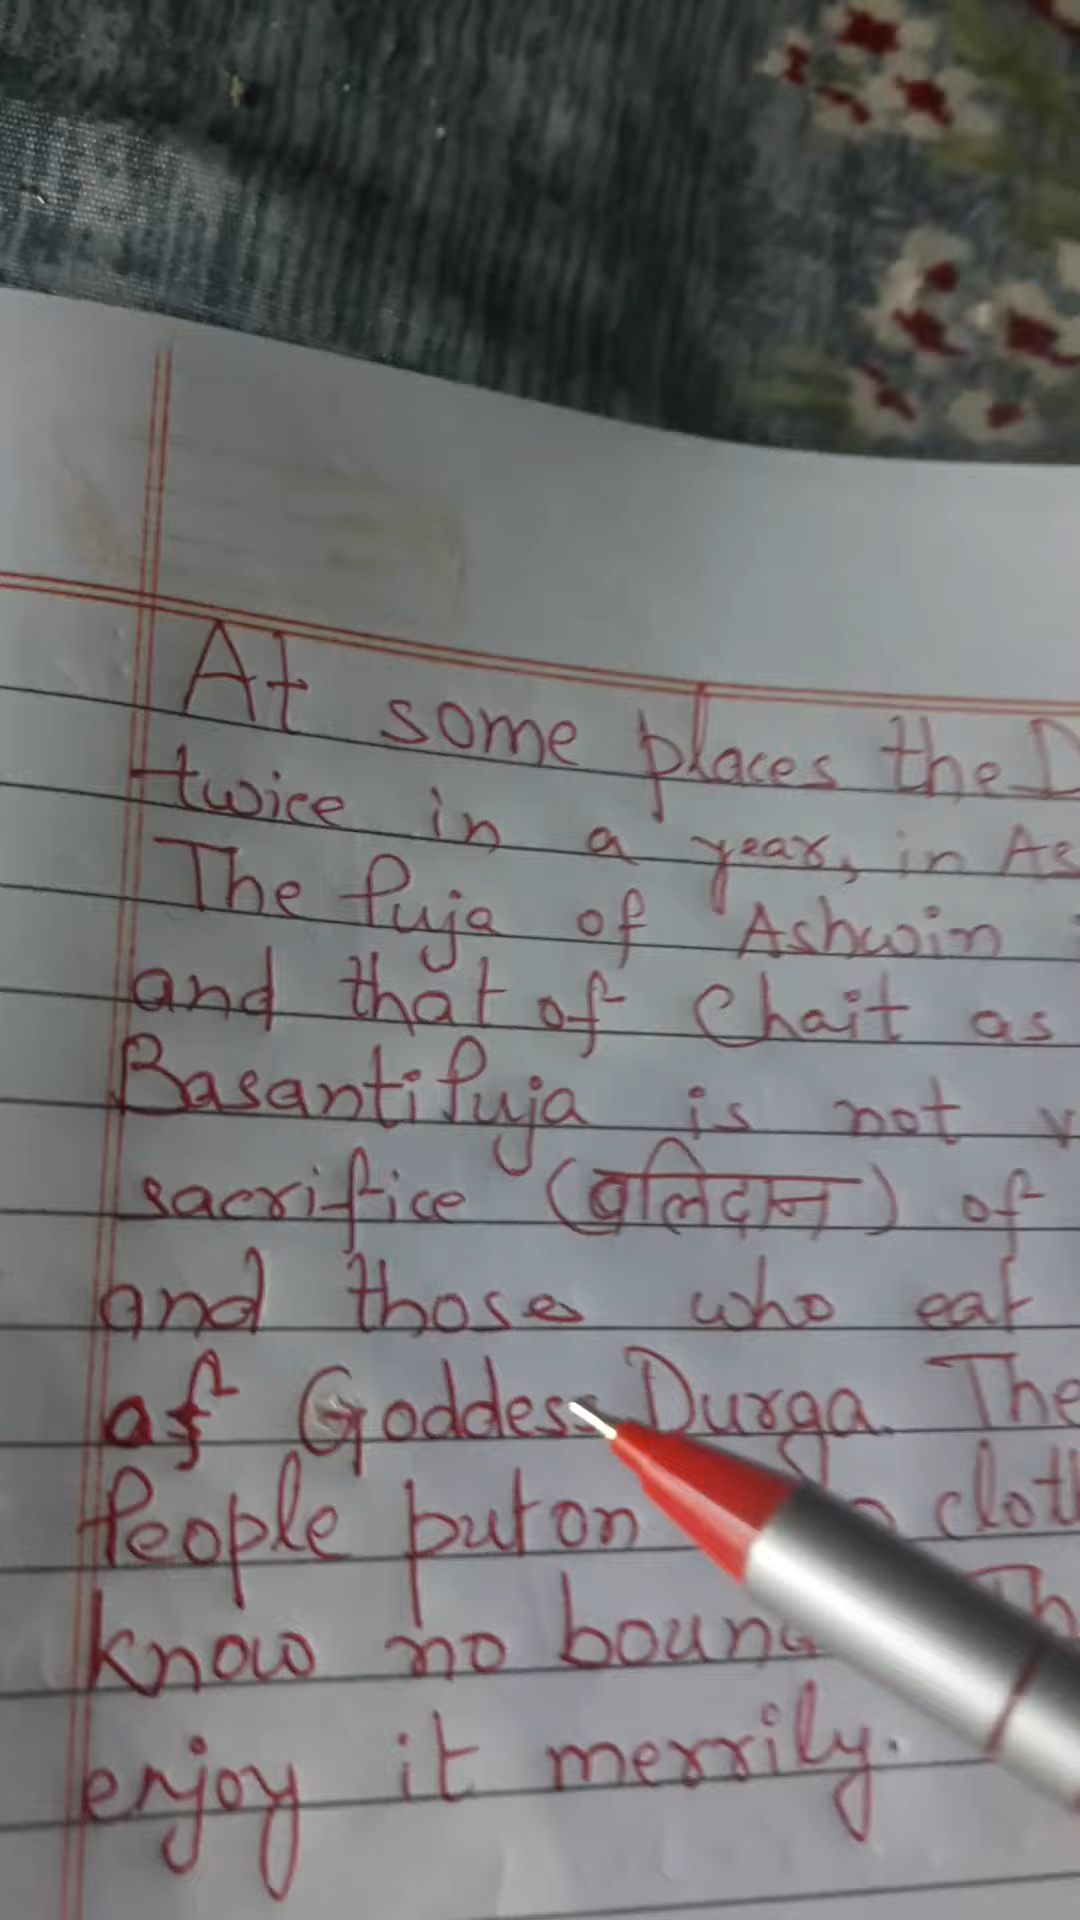 At some places the D
twice in a year, in As
The Puja of Ashwin
and that of Chait as
Basanti Puja is not v
sacrifice (बलिदान) of
and those who eat
of Goddess Durga. The
People put on cloth
know no boun Th
enjoy it merrily.